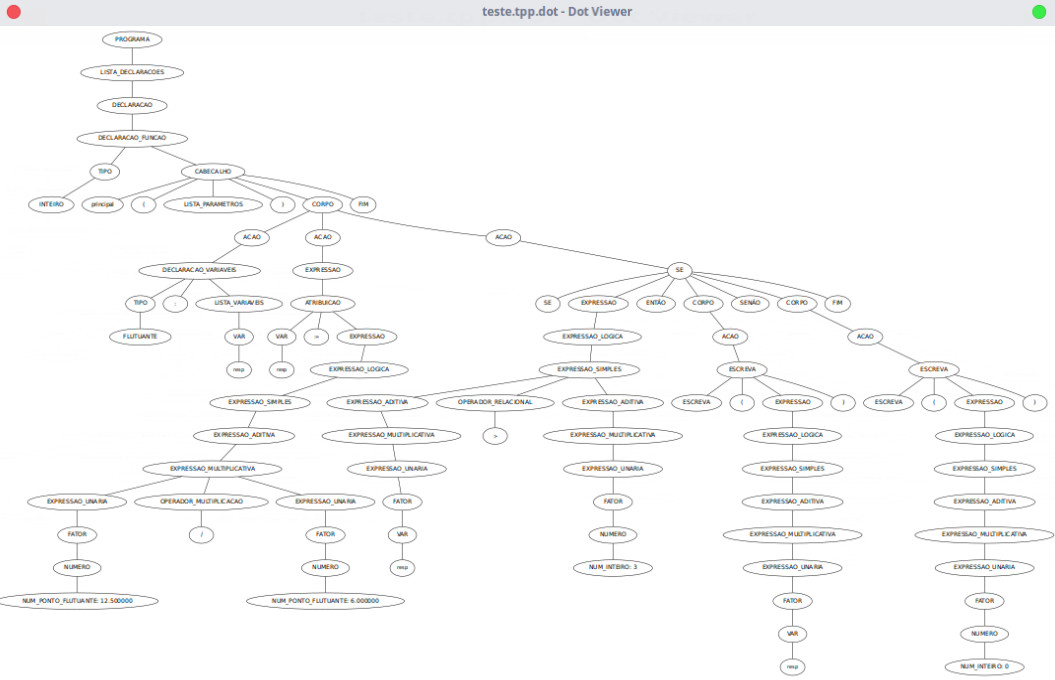 teste.tpp.dot - Dot Viewer
PROGRAMA
LISTA_DECLARACOES
DECLARACAO
DECLARACAO_FUNCAO
TIPO CABECALHO
INTEIRO principal ( LISTA_PARAMETROS ) CORPO FIM
ACAO ACAO ACAO
DECLARACAO_VARIAVEIS EXPRESSAO SE
TIPO : LISTA_VARIAVEIS ATRIBUICAO SE EXPRESSAO ENTÃO CORPO SENÃO CORPO FIM
FLUTUANTE VAR VAR = EXPRESSAO EXPRESSAO_LOGICA ACAO ACAO
resp resp EXPRESSAO_LOGICA EXPRESSAO_SIMPLES ESCREVA ESCREVA
EXPRESSAO_SIMPLES EXPRESSAO_ADITIVA OPERADOR_RELACIONAL EXPRESSAO_ADITIVA ESCREVA ( EXPRESSAO ) ESCREVA ( EXPRESSAO )
EXPRESSAO_ADITIVA EXPRESSAO_MULTIPLICATIVA > EXPRESSAO_MULTIPLICATIVA EXPRESSAO_LOGICA EXPRESSAO_LOGICA
EXPRESSAO_MULTIPLICATIVA EXPRESSAO_UNARIA EXPRESSAO_UNARIA EXPRESSAO_SIMPLES EXPRESSAO_SIMPLES
EXPRESSAO_UNARIA OPERADOR_MULTIPLICACAO EXPRESSAO_UNARIA FATOR FATOR EXPRESSAO_ADITIVA EXPRESSAO_ADITIVA
FATOR / FATOR VAR NUMERO EXPRESSAO_MULTIPLICATIVA EXPRESSAO_MULTIPLICATIVA
NUMERO NUMERO resp NUM_INTEIRO: 3 EXPRESSAO_UNARIA EXPRESSAO_UNARIA
NUM_PONTO_FLUTUANTE: 12.500000 NUM_PONTO_FLUTUANTE: 6.000000 FATOR FATOR
VAR NUMERO
resp NUM_INTEIRO: 0